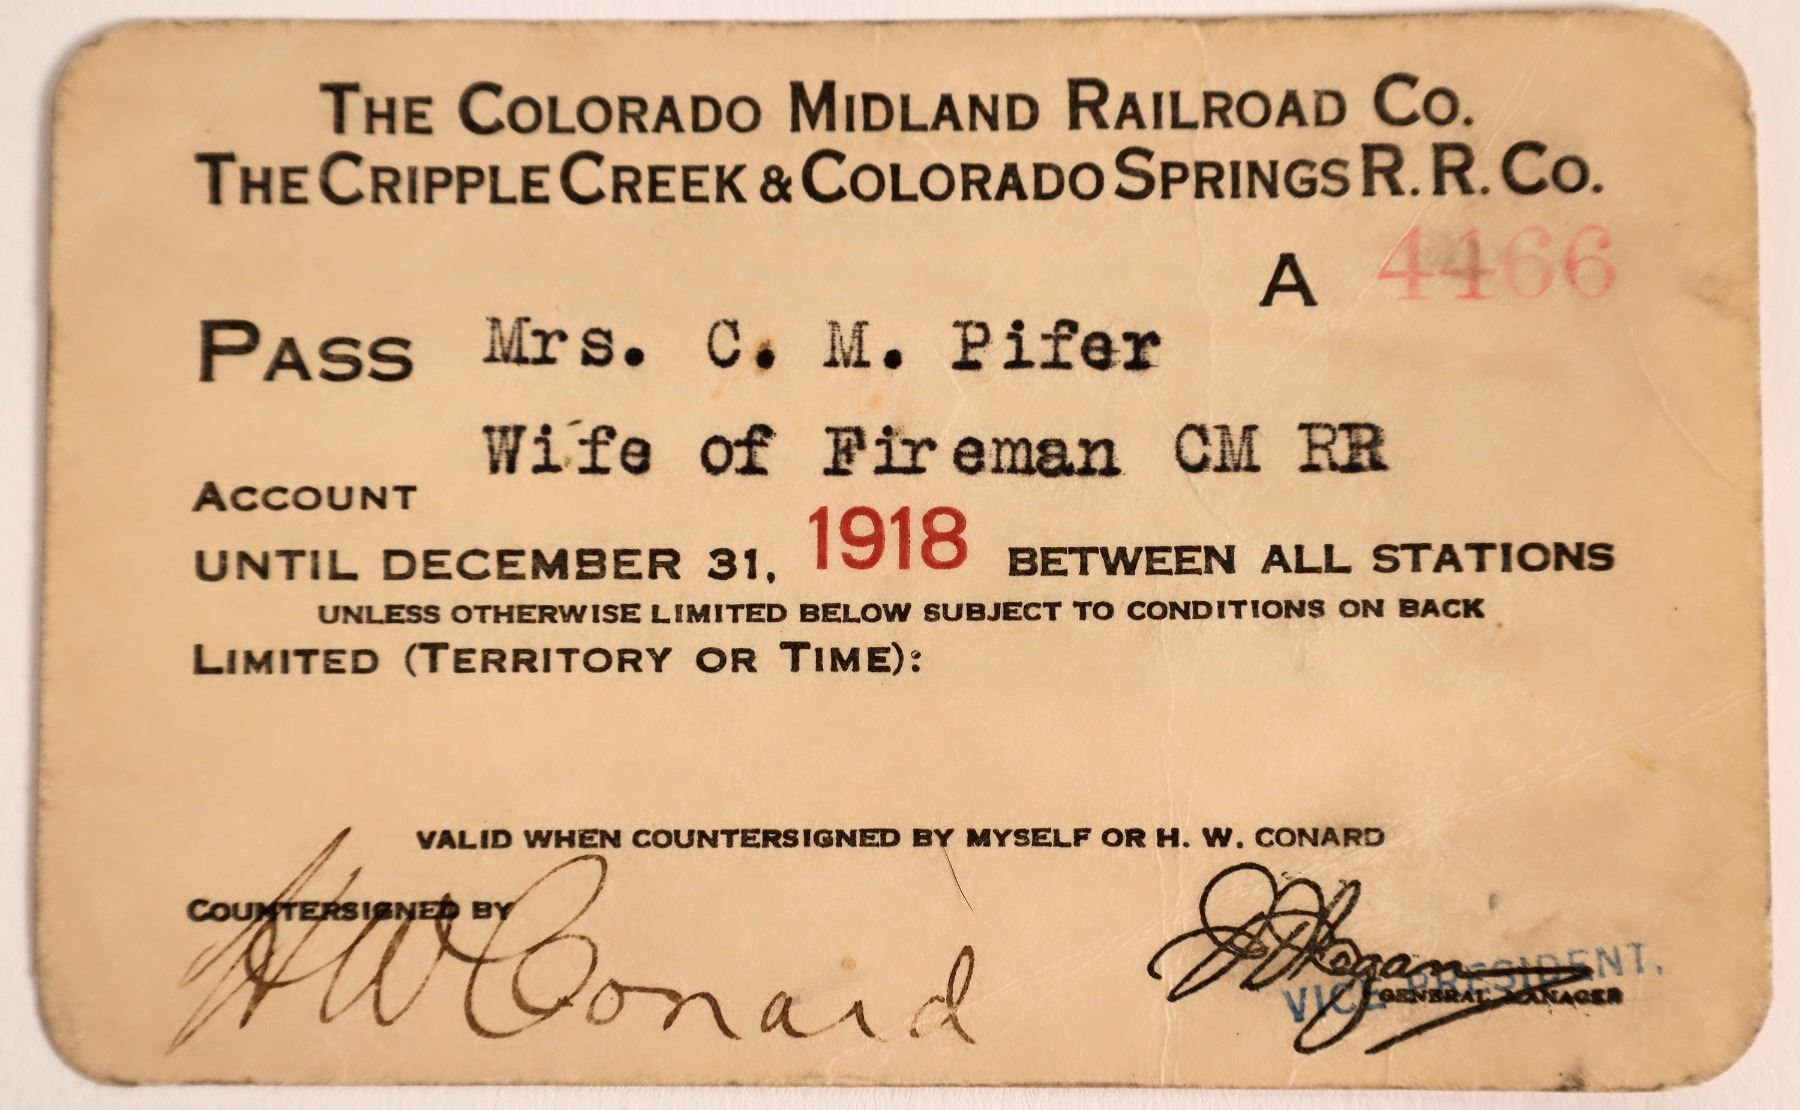 THE COLORADO MIDLAND RAILROAD CO.
THE CRIPPLE CREEK & COLORADO SPRINGS R. R. CO.
A 4466
PASS Mrs. C. M. Pifer
Wife of Fireman CM RR
ACCOUNT
UNTIL DECEMBER 31, 1918 BETWEEN ALL STATIONS
UNLESS OTHERWISE LIMITED BELOW SUBJECT TO CONDITIONS ON BACK
LIMITED (TERRITORY OR TIME):
VALID WHEN COUNTERSIGNED BY MYSELF OR H. W. CONARD
COUNTERSIGNED BY
H W Conard
VICE PRESIDENT,
GENERAL MANAGER